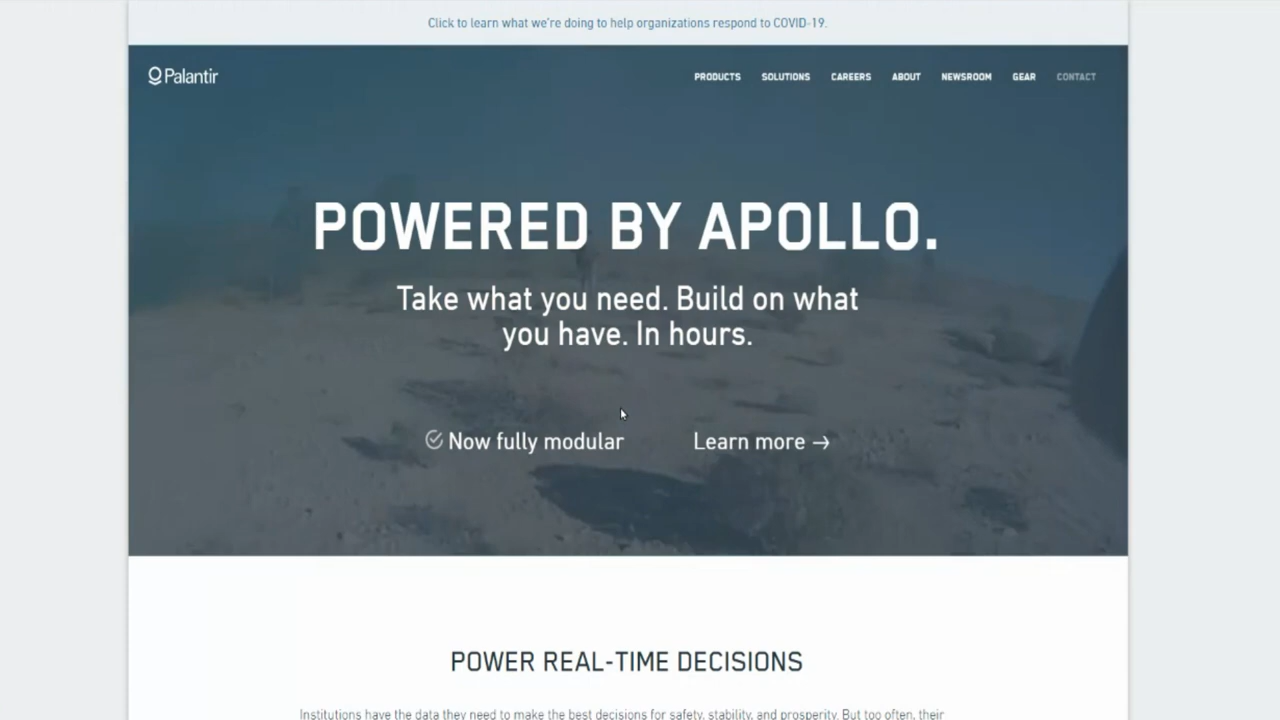 Click to learn what we're doing to help organizations respond to COVID-19.
Palantir
PRODUCTS SOLUTIONS CAREERS ABOUT NEWSROOM GEAR CONTACT
POWERED BY APOLLO.
Take what you need. Build on what
you have. In hours.
Now fully modular
Learn more →
POWER REAL-TIME DECISIONS
Institutions have the data they need to make the best decisions for safety, stability, and prosperity. But too often, their